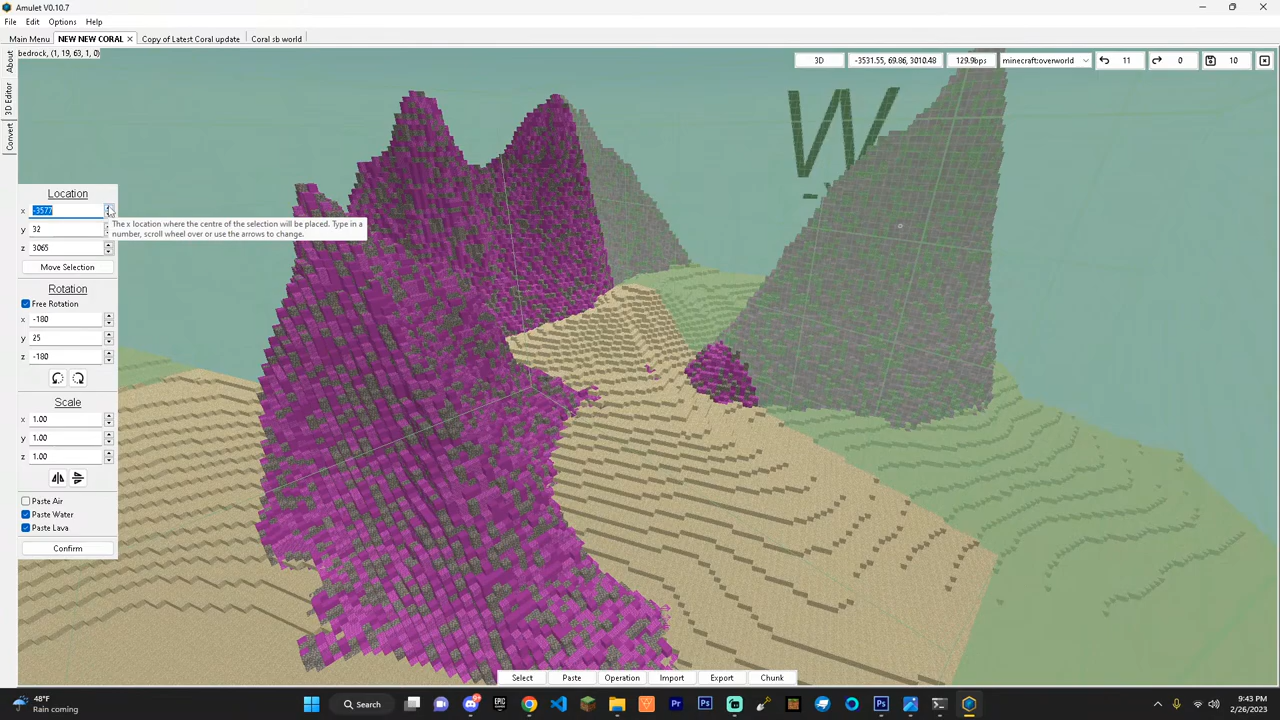 Amulet V0.10.7
File Edit Options Help
Main Menu NEW NEW CORAL Copy of Latest Coral update Coral sb world
bedrock, (1, 19, 63, 1, 0)
3D -3531.55, 69.86, 3010.48 129.9bps minecraft:overworld 11 0 10
About
3D Editor
Convert
W
Location
x -3577
The x location where the centre of the selection will be placed. Type in a
number, scroll wheel over or use the arrows to change.
y 32
z 3065
Move Selection
Rotation
Free Rotation
x -180
y 25
z -180
Scale
x 1.00
y 1.00
z 1.00
Paste Air
Paste Water
Paste Lava
Confirm
Select Paste Operation Import Export Chunk
48°F
Rain coming
Search
9:43 PM
2/26/2023